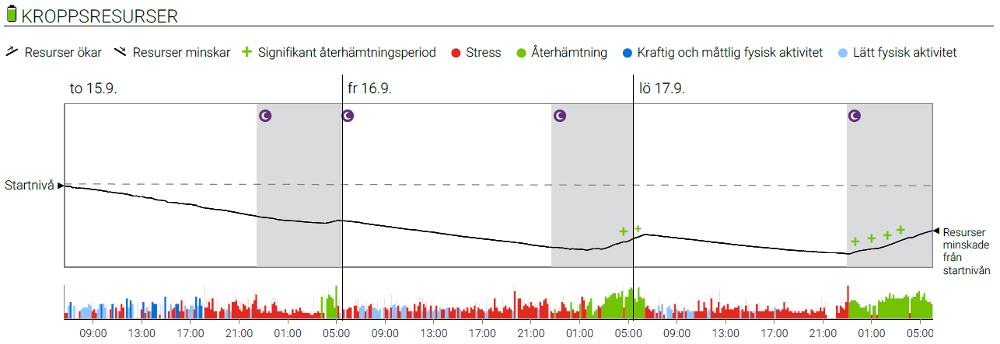 KROPPSRESURSER
Resurser ökar Resurser minskar Signifikant återhämtningsperiod Stress Återhämtning Kraftig och måttlig fysisk aktivitet Lätt fysisk aktivitet
to 15.9. fr 16.9. lö 17.9.
Startnivå
Resurser
minskade
från
startnivån
09:00 13:00 17:00 21:00 01:00 05:00 09:00 13:00 17:00 21:00 01:00 05:00 09:00 13:00 17:00 21:00 01:00 05:00